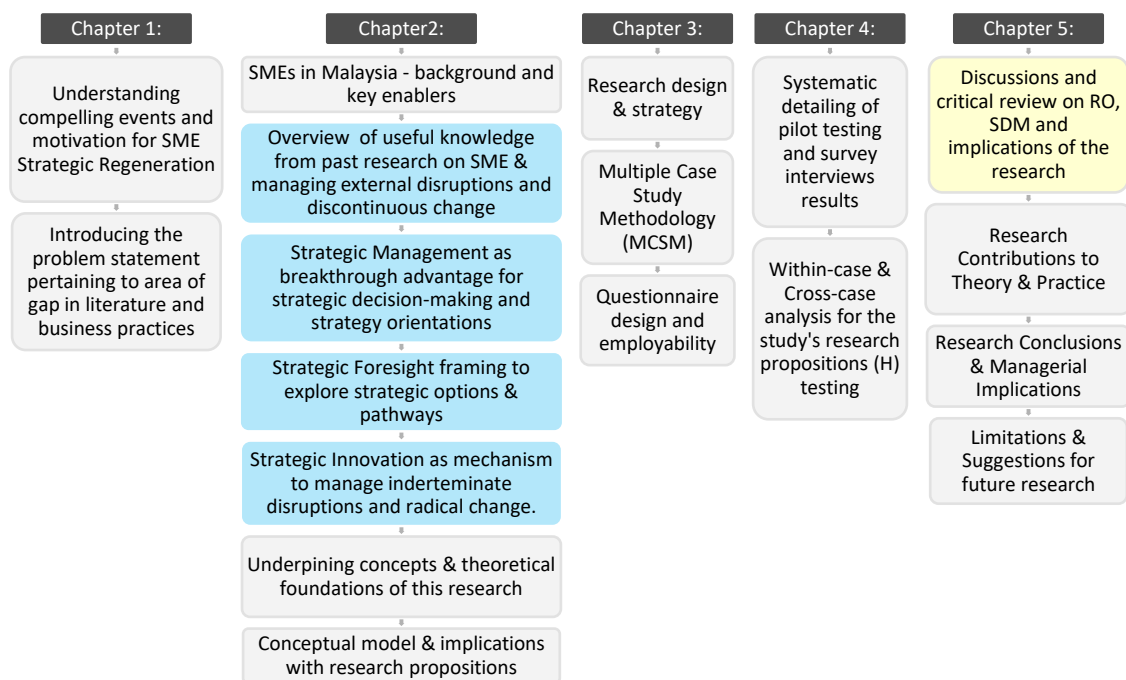 Chapter 1:
Understanding
compelling events and
motivation for SME
Strategic Regeneration
Introducing the
problem statement
pertaining to area of
gap in literature and
business practices
Chapter2:
SMEs in Malaysia - background and
key enablers
Overview of useful knowledge
from past research on SME &
managing external disruptions and
discontinuous change
Strategic Management as
breakthrough advantage for
strategic decision-making and
strategy orientations
Strategic Foresight framing to
explore strategic options &
pathways
Strategic Innovation as mechanism
to manage inderteminate
disruptions and radical change.
Underpining concepts & theoretical
foundations of this research
Conceptual model & implications
with research propositions
Chapter 3:
Research design
& strategy
Multiple Case
Study
Methodology
(MCSM)
Questionnaire
design and
employability
Chapter 4:
Systematic
detailing of
pilot testing
and survey
interviews
results
Within-case &
Cross-case
analysis for the
study's research
propositions (H)
testing
Chapter 5:
Discussions and
critical review on RO,
SDM and
implications of the
research
Research
Contributions to
Theory & Practice
Research Conclusions
& Managerial
Implications
Limitations &
Suggestions for
future research